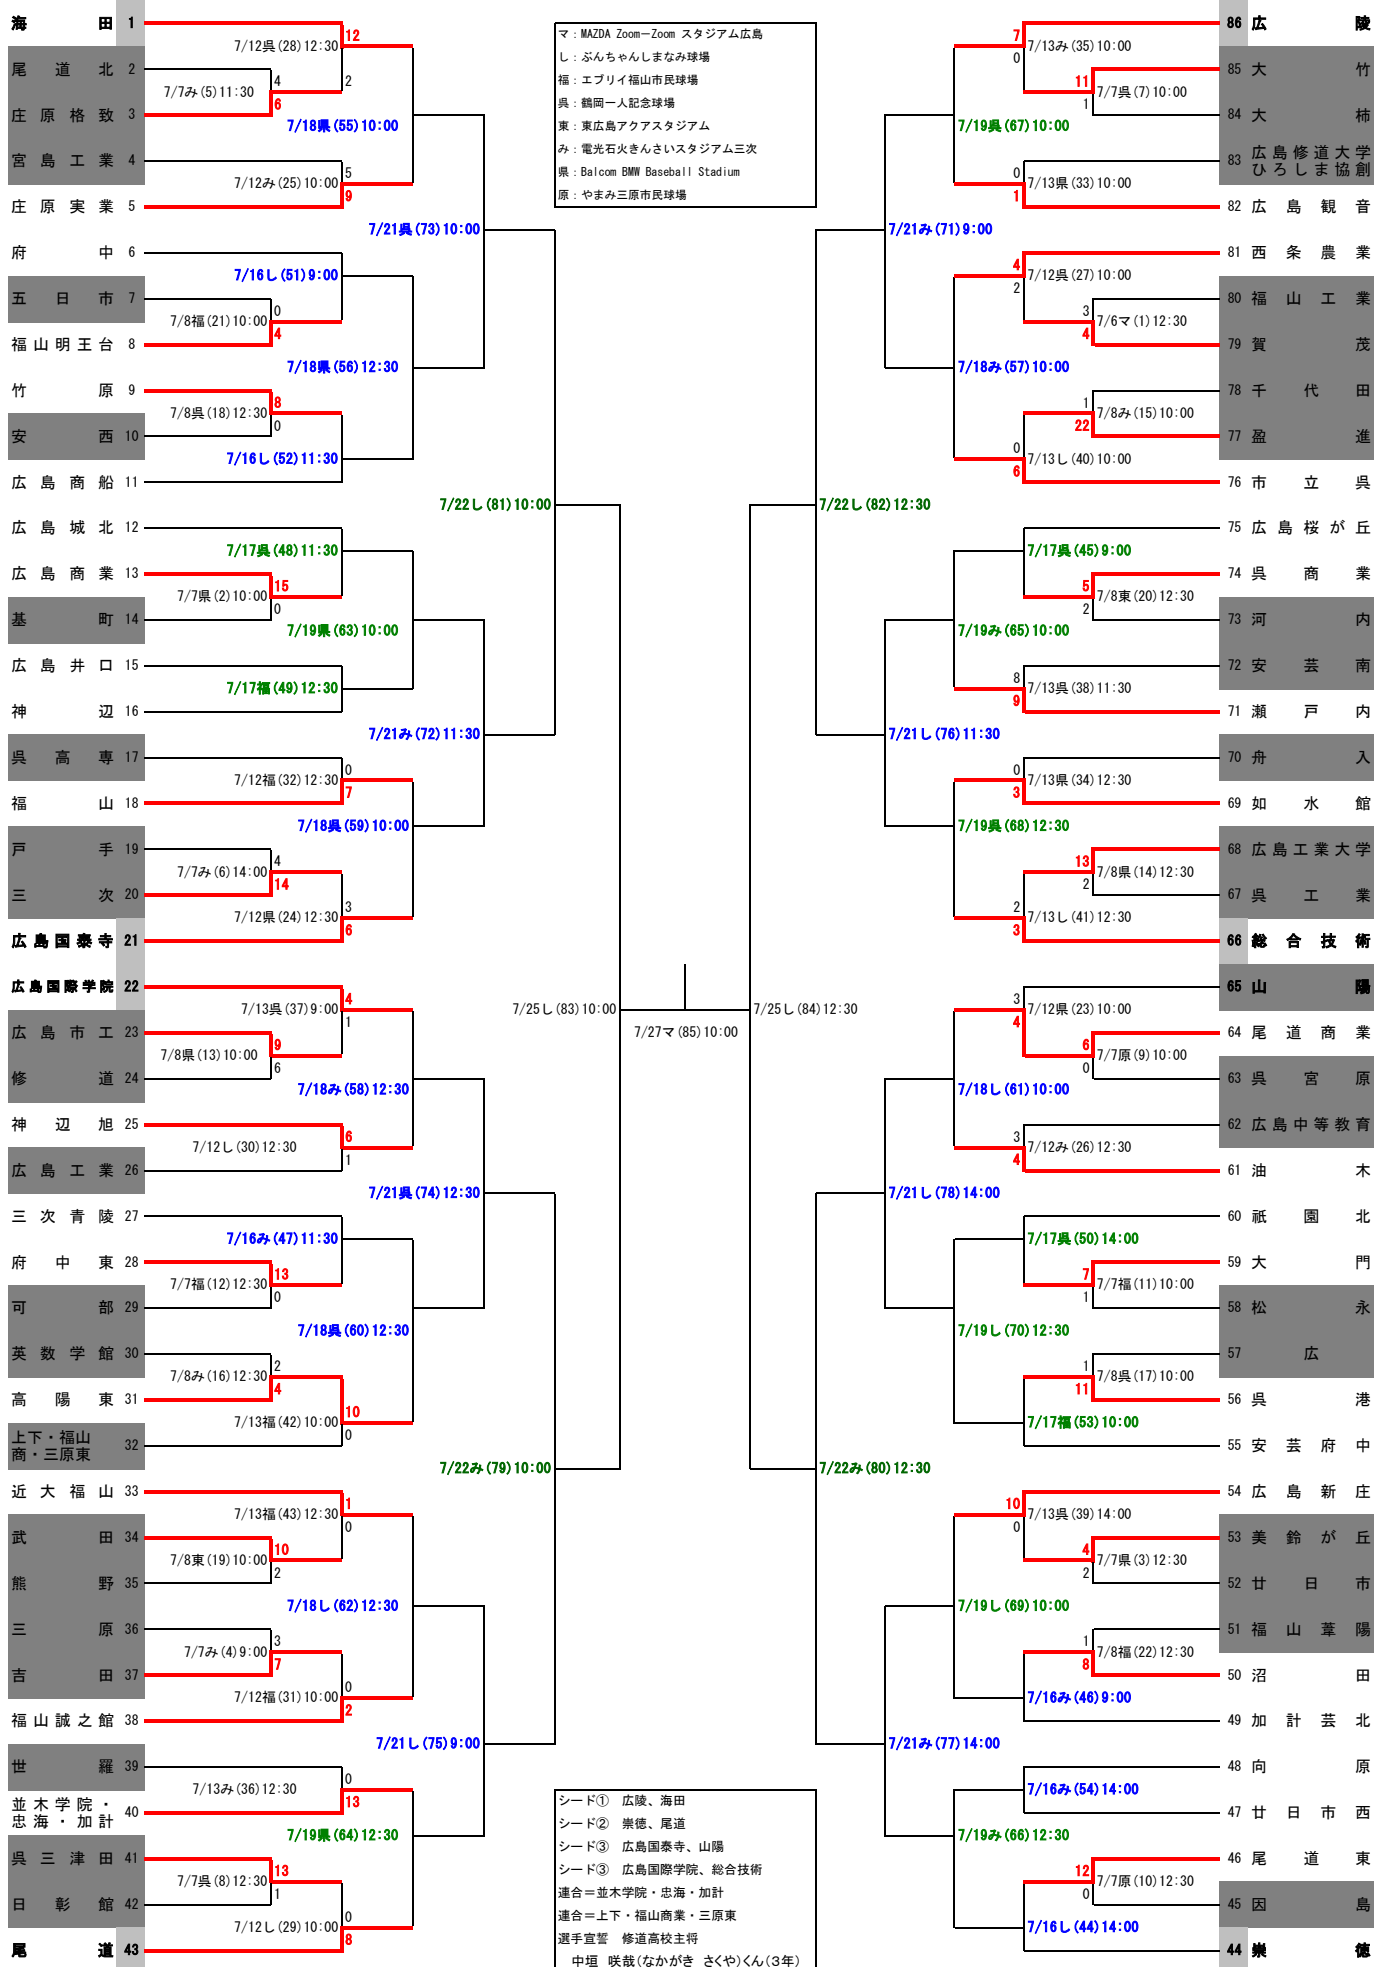 海田 1
7/12呉(28)12:30 12
尾道北 2
7/7み(5)11:30 4 2
庄原格致 3 6
7/18県(55)10:00
宮島工業 4
7/12み(25)10:00 5
庄原実業 5 9
7/21呉(73)10:00
府中 6
7/16し(51)9:00
五日市 7
7/8福(21)10:00 0
福山明王台 8 4
7/18県(56)12:30
竹原 9
7/8呉(18)12:30 8
安西 10 0
7/16し(52)11:30
広島商船 11
7/22し(81)10:00
広島城北 12
7/17呉(48)11:30
広島商業 13
7/7県(2)10:00 15
基町 14 0
7/19県(63)10:00
広島井口 15
7/17福(49)12:30
神辺 16
7/21み(72)11:30
呉高専 17
7/12福(32)12:30 0
福山 18 7
7/18呉(59)10:00
戸手 19
7/7み(6)14:00 4
三次 20 14
7/12県(24)12:30 3
広島国泰寺 21 6
広島国際学院 22
7/13呉(37)9:00 4
広島市工 23 1
7/8県(13)10:00 9
修道 24 6
7/18み(58)12:30
神辺旭 25
7/12し(30)12:30 6
広島工業 26 1
7/21呉(74)12:30
三次青陵 27
7/16み(47)11:30
府中東 28
7/7福(12)12:30 13
可部 29 0
7/18呉(60)12:30
英数学館 30
7/8み(16)12:30 2
高陽東 31 4
7/13福(42)10:00 10
上下・福山
商・三原東 32 0
7/22み(79)10:00
近大福山 33
7/13福(43)12:30 1
武田 34 0
7/8東(19)10:00 10
熊野 35 2
7/18し(62)12:30
三原 36
7/7み(4)9:00 3
吉田 37 7
7/12福(31)10:00 0
福山誠之館 38 2
7/21し(75)9:00
世羅 39
7/13み(36)12:30 0
並木学院・
忠海・加計 40 13
7/19県(64)12:30
呉三津田 41
7/7呉(8)12:30 13
日彰館 42 1
7/12し(29)10:00 0
尾道 43 8
マ：MAZDA Zoom－Zoom スタジアム広島
し：ぶんちゃんしまなみ球場
福：エブリイ福山市民球場
呉：鶴岡一人記念球場
東：東広島アクアスタジアム
み：電光石火きんさいスタジアム三次
県：Balcom BMW Baseball Stadium
原：やまみ三原市民球場
7/25し(83)10:00
7/27マ(85)10:00
7/25し(84)12:30
シード① 広陵、海田
シード② 崇徳、尾道
シード③ 広島国泰寺、山陽
シード③ 広島国際学院、総合技術
連合＝並木学院・忠海・加計
連合＝上下・福山商業・三原東
選手宣誓 修道高校主将
中垣 咲哉(なかがき さくや)くん(3年)
86 広陵
7 7/13み(35)10:00
0
85 大竹
11 7/7呉(7)10:00
84 大柿
1
7/19呉(67)10:00
83 広島修道大学
ひろしま協創
0 7/13県(33)10:00
82 広島観音
1
7/21み(71)9:00
81 西条農業
4 7/12呉(27)10:00
2
80 福山工業
3 7/6マ(1)12:30
79 賀茂
4
7/18み(57)10:00
78 千代田
1 7/8み(15)10:00
77 盈進
22
0 7/13し(40)10:00
76 市立呉
6
7/22し(82)12:30
75 広島桜が丘
7/17呉(45)9:00
74 呉商業
5 7/8東(20)12:30
73 河内
2
7/19み(65)10:00
72 安芸南
8 7/13呉(38)11:30
71 瀬戸内
9
7/21し(76)11:30
70 舟入
0 7/13県(34)12:30
69 如水館
3
7/19呉(68)12:30
68 広島工業大学
13 7/8県(14)12:30
67 呉工業
2
2 7/13し(41)12:30
66 総合技術
3
65 山陽
3 7/12県(23)10:00
4
64 尾道商業
6 7/7原(9)10:00
63 呉宮原
0
7/18し(61)10:00
62 広島中等教育
3 7/12み(26)12:30
61 油木
4
7/21し(78)14:00
60 祇園北
7/17呉(50)14:00
59 大門
7 7/7福(11)10:00
58 松永
1
7/19し(70)12:30
57 広
1 7/8呉(17)10:00
56 呉港
11
7/17福(53)10:00
55 安芸府中
7/22み(80)12:30
54 広島新庄
10 7/13呉(39)14:00
0
53 美鈴が丘
4 7/7県(3)12:30
52 廿日市
2
7/19し(69)10:00
51 福山葦陽
1 7/8福(22)12:30
50 沼田
8
7/16み(46)9:00
49 加計芸北
7/21み(77)14:00
48 向原
7/16み(54)14:00
47 廿日市西
7/19み(66)12:30
46 尾道東
12 7/7原(10)12:30
45 因島
0
7/16し(44)14:00
44 崇徳